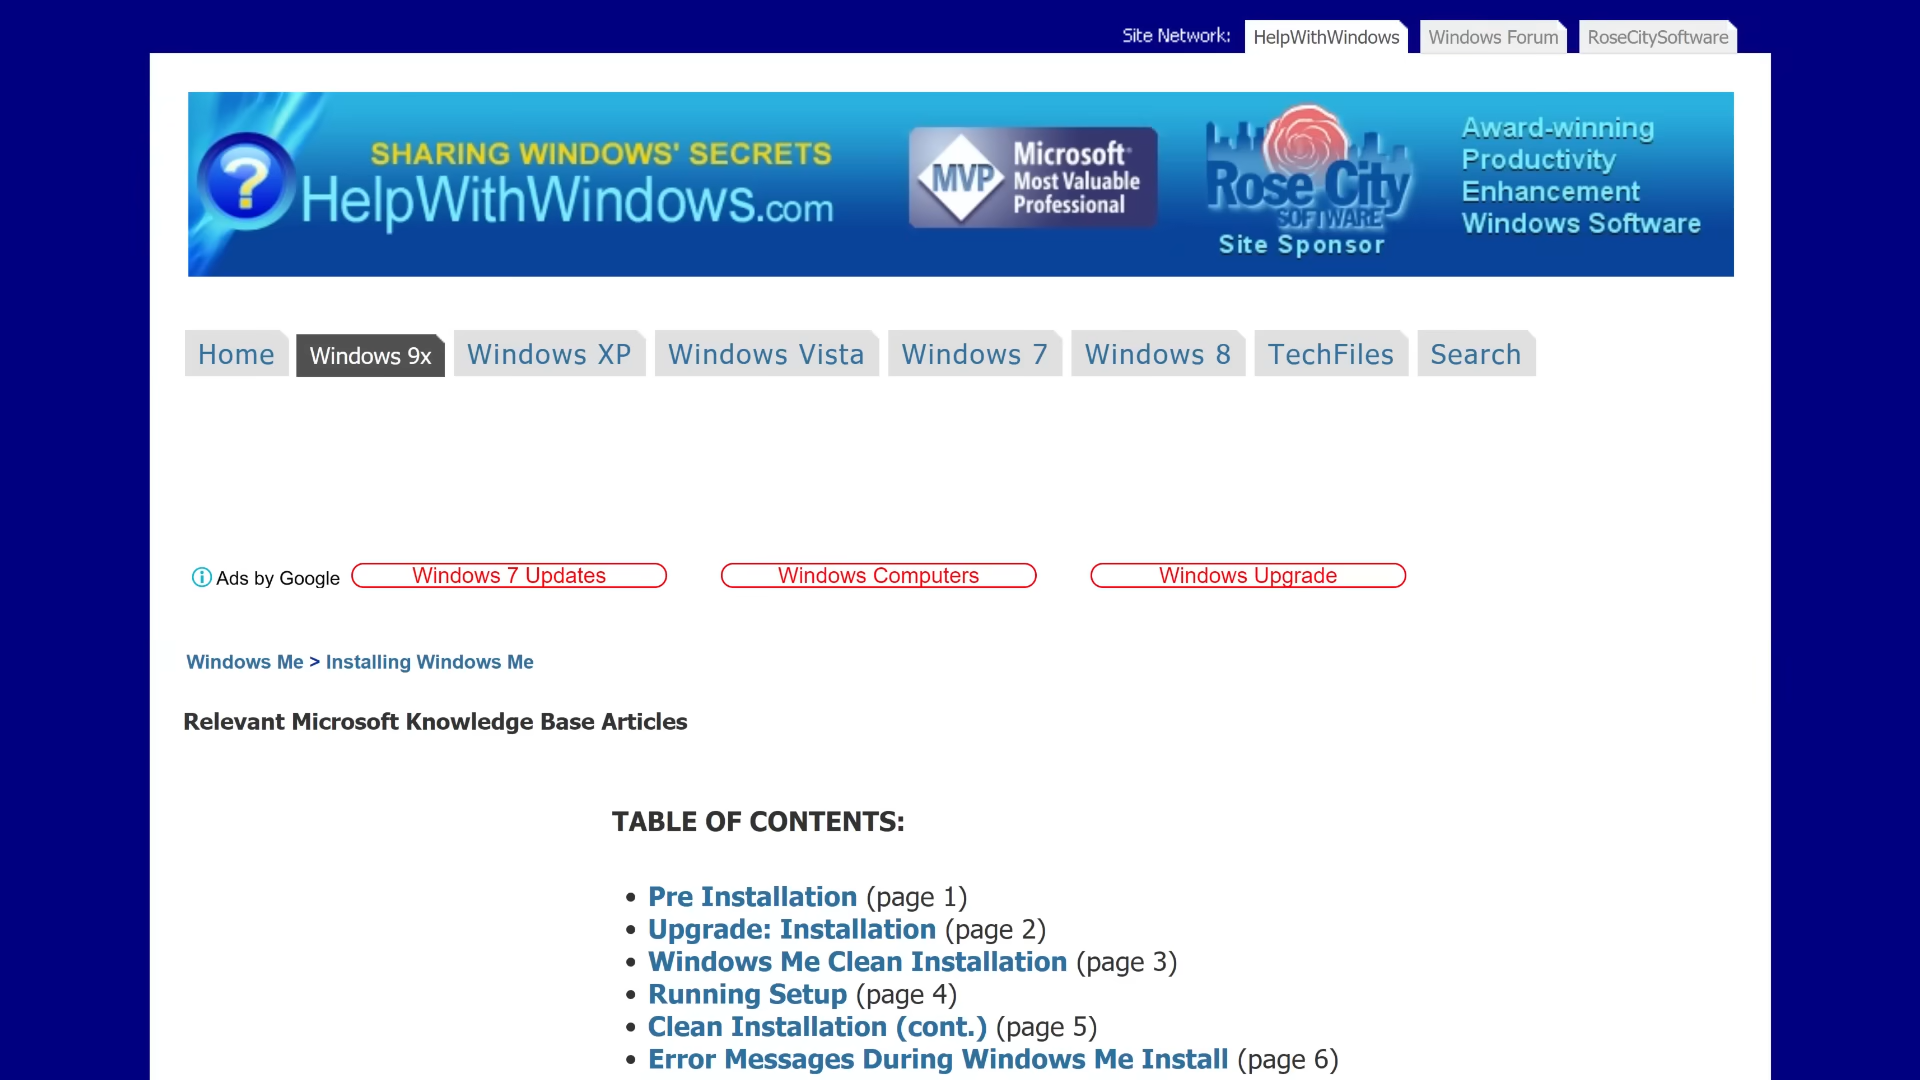 Site Network: HelpWithWindows Windows Forum RoseCitySoftware
SHARING WINDOWS' SECRETS
HelpWithWindows.com
MVP
Microsoft
Most Valuable
Professional
Rose City
SOFTWARE
Site Sponsor
Award-winning
Productivity
Enhancement
Windows Software
Home Windows 9x Windows XP Windows Vista Windows 7 Windows 8 TechFiles Search
Ads by Google Windows 7 Updates Windows Computers Windows Upgrade
Windows Me > Installing Windows Me
Relevant Microsoft Knowledge Base Articles
TABLE OF CONTENTS:
• Pre Installation (page 1)
• Upgrade: Installation (page 2)
• Windows Me Clean Installation (page 3)
• Running Setup (page 4)
• Clean Installation (cont.) (page 5)
• Error Messages During Windows Me Install (page 6)